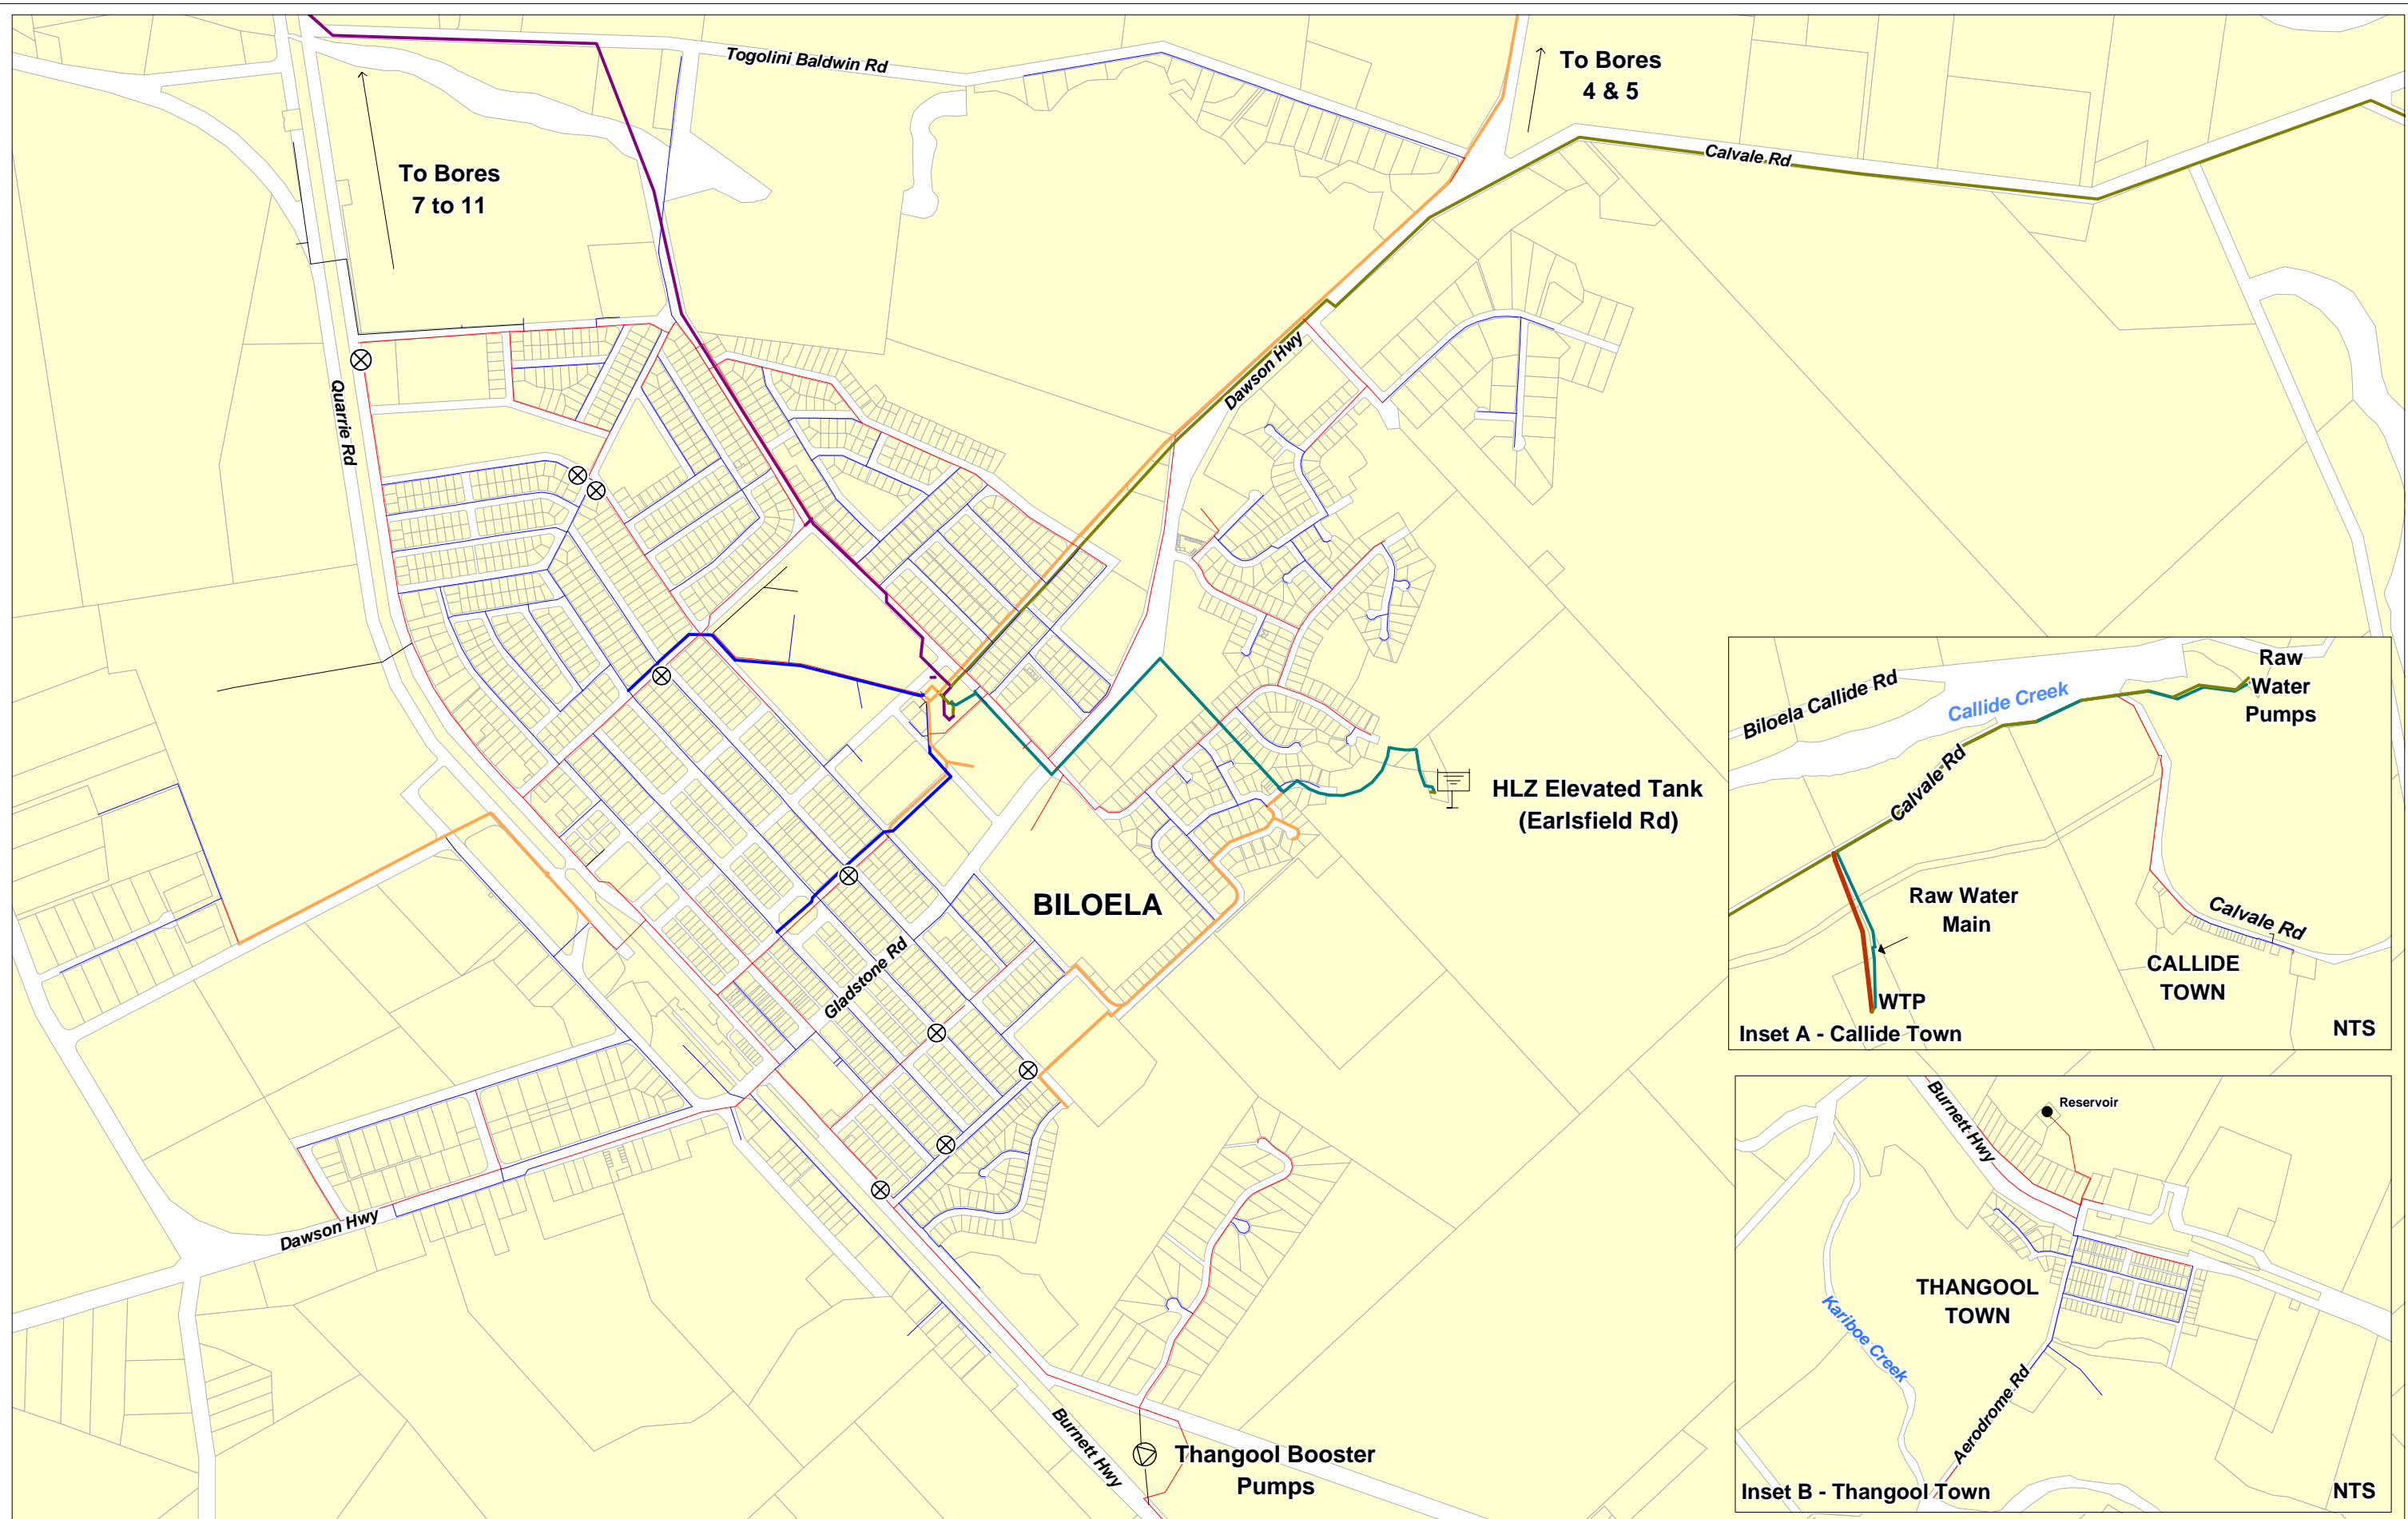 Togolini Baldwin Rd
To Bores
4 & 5
Calvale Rd
To Bores
7 to 11
Quarrie Rd
Dawson Hwy
HLZ Elevated Tank
(Earlsfield Rd)
BILOELA
Gladstone Rd
Dawson Hwy
Burnett Hwy
Thangool Booster
Pumps
Biloela Callide Rd
Callide Creek
Raw
Water
Pumps
Calvale Rd
Raw Water
Main
Calvale Rd
CALLIDE
TOWN
WTP
Inset A - Callide Town
NTS
Burnett Hwy
Reservoir
THANGOOL
TOWN
Kariboe Creek
Aerodrome Rd
Inset B - Thangool Town
NTS